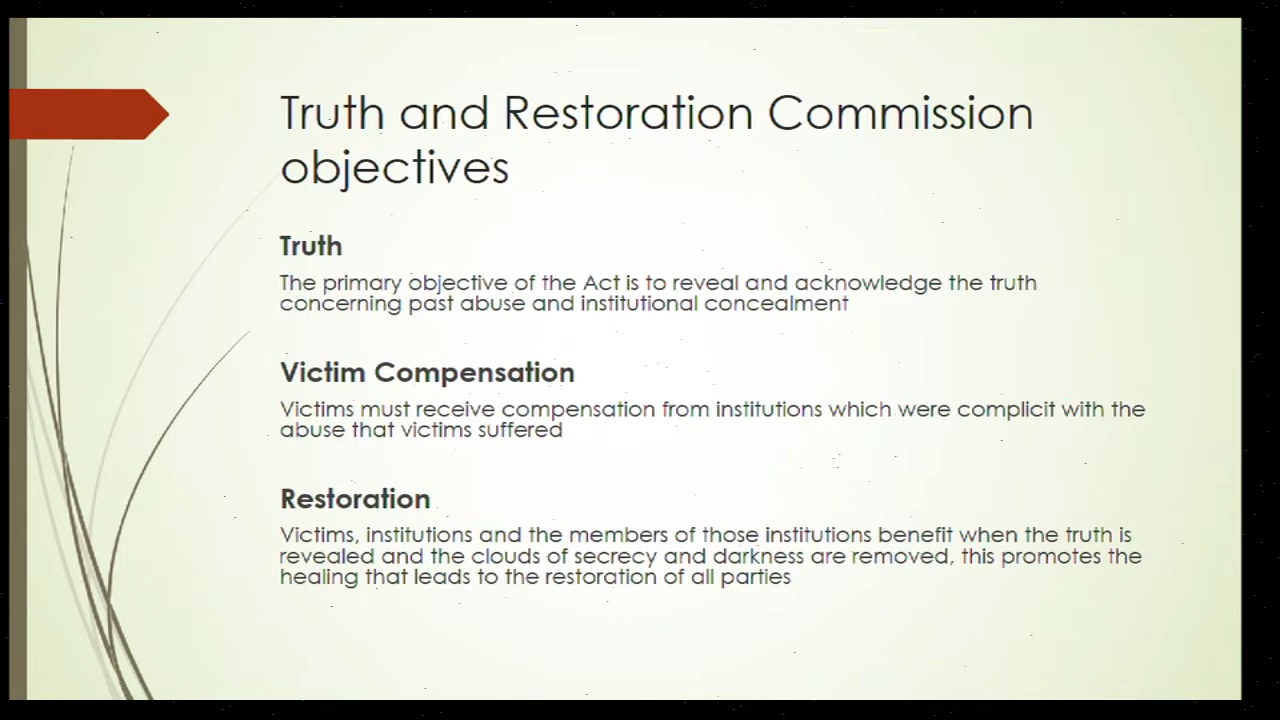 Truth and Restoration Commission
objectives
Truth
The primary objective of the Act is to reveal and acknowledge the truth
concerning past abuse and institutional concealment
Victim Compensation
Victims must receive compensation from institutions which were complicit with the
abuse that victims suffered
Restoration
Victims, institutions and the members of those institutions benefit when the truth is
revealed and the clouds of secrecy and darkness are removed, this promotes the
healing that leads to the restoration of all parties